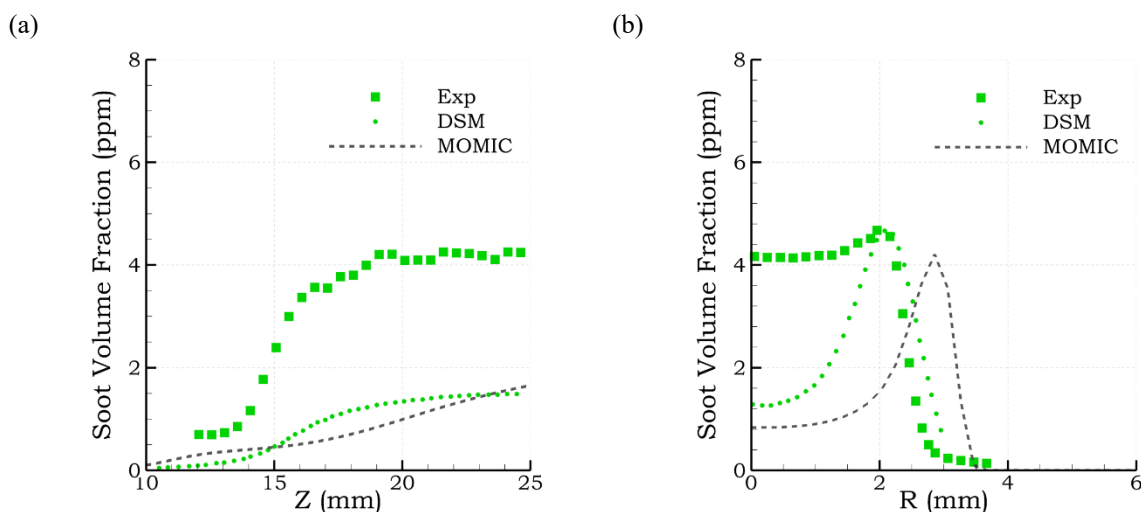 (a)
8
6
4
2
0
Soot Volume Fraction (ppm)
Exp
DSM
MOMIC
10
15
20
25
Z (mm)
(b)
8
6
4
2
0
Soot Volume Fraction (ppm)
Exp
DSM
MOMIC
0
2
4
6
R (mm)